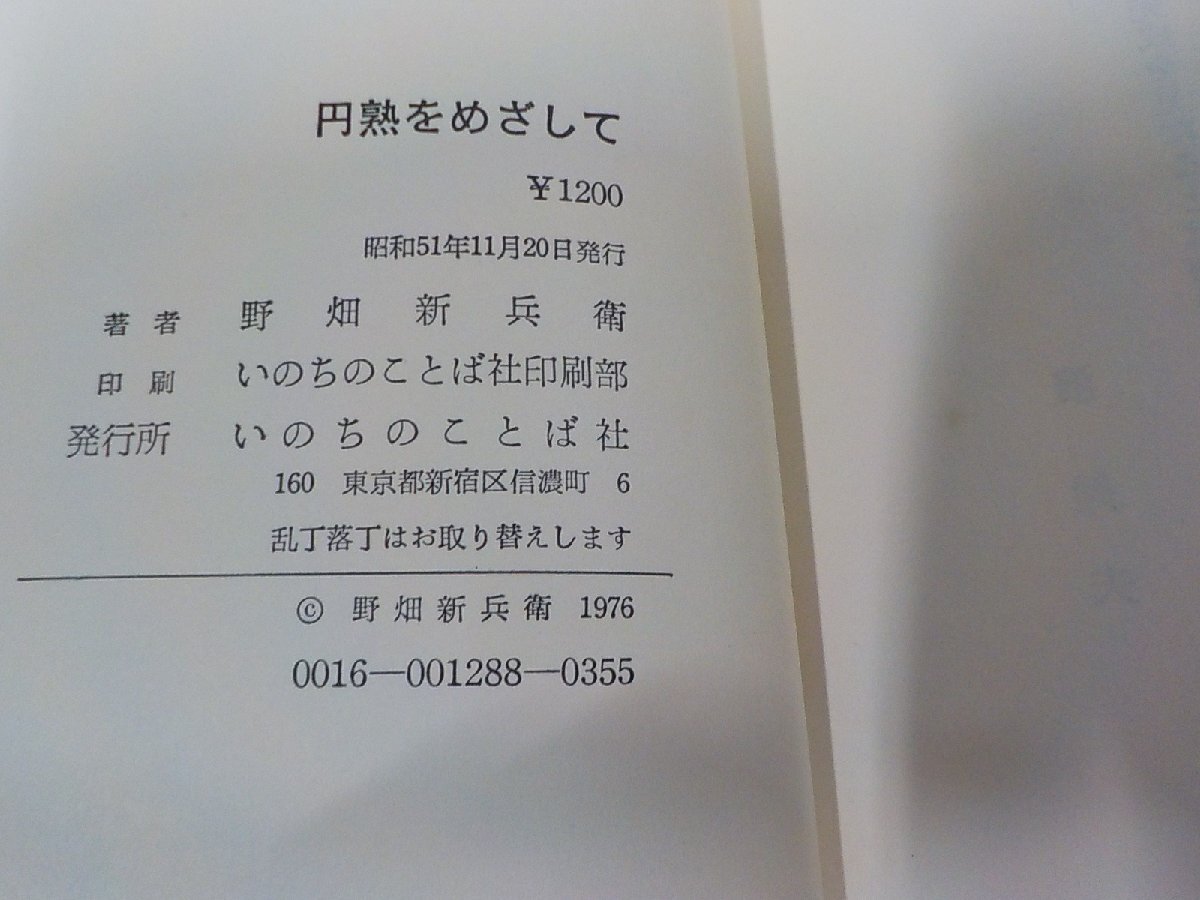 円熟をめざして
¥1200
昭和51年11月20日発行
著者 野畑新兵衛
印刷 いのちのことば社印刷部
発行所 いのちのことば社
160 東京都新宿区信濃町 6
乱丁落丁はお取り替えします
© 野畑新兵衛 1976
0016—001288—0355